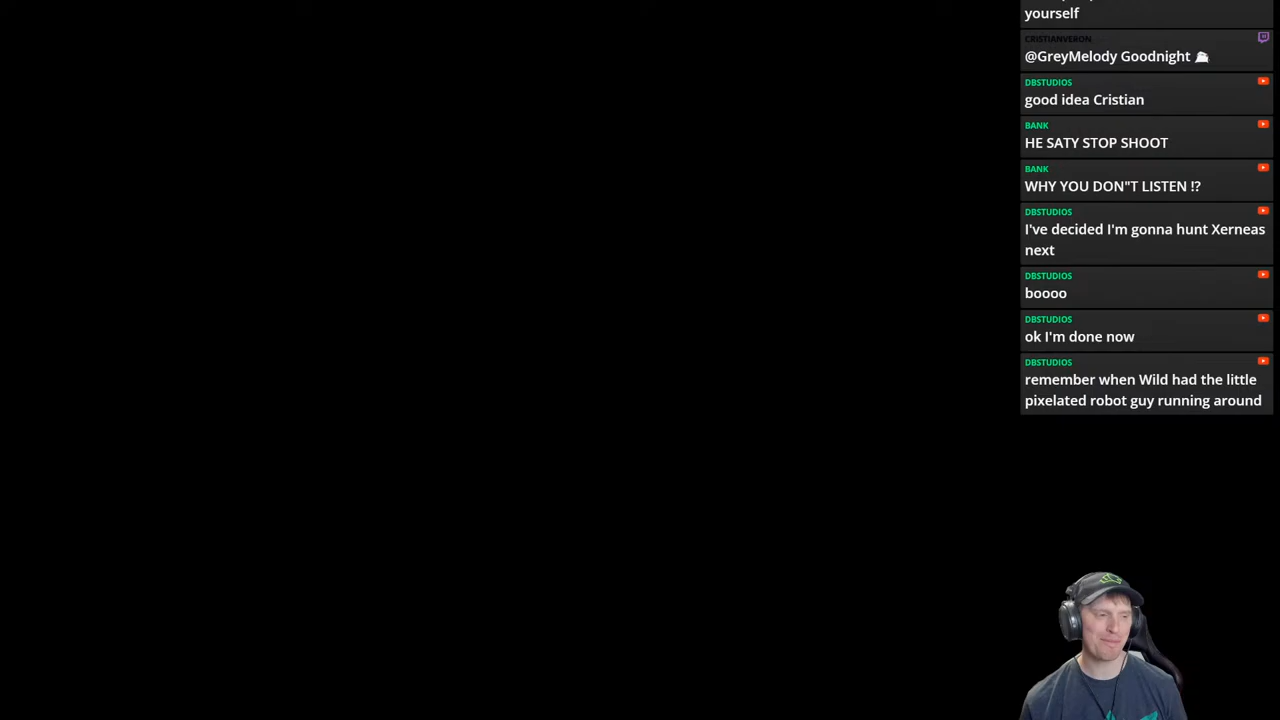 yourself
CRISTIANVERON
@GreyMelody Goodnight
DBSTUDIOS
good idea Cristian
BANK
HE SATY STOP SHOOT
BANK
WHY YOU DON"T LISTEN !?
DBSTUDIOS
I've decided I'm gonna hunt Xerneas
next
DBSTUDIOS
boooo
DBSTUDIOS
ok I'm done now
DBSTUDIOS
remember when Wild had the little
pixelated robot guy running around